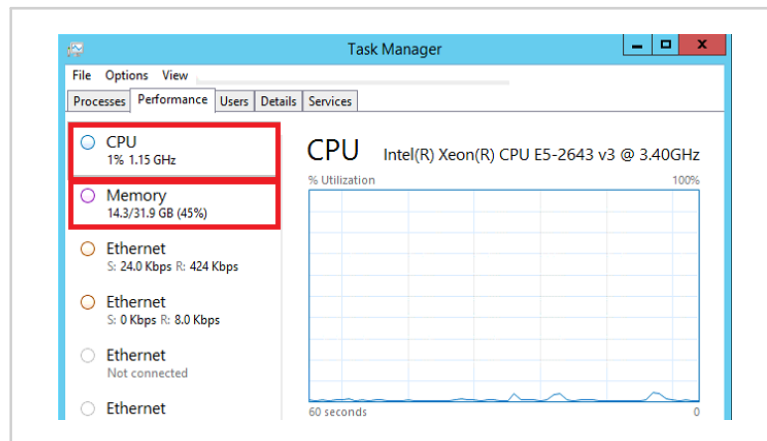 Task Manager
File Options View
Processes Performance Users Details Services
CPU
1% 1.15 GHz
Memory
14.3/31.9 GB (45%)
Ethernet
S: 24.0 Kbps R: 424 Kbps
Ethernet
S: 0 Kbps R: 8.0 Kbps
Ethernet
Not connected
Ethernet
CPU Intel(R) Xeon(R) CPU E5-2643 v3 @ 3.40GHz
% Utilization 100%
60 seconds 0